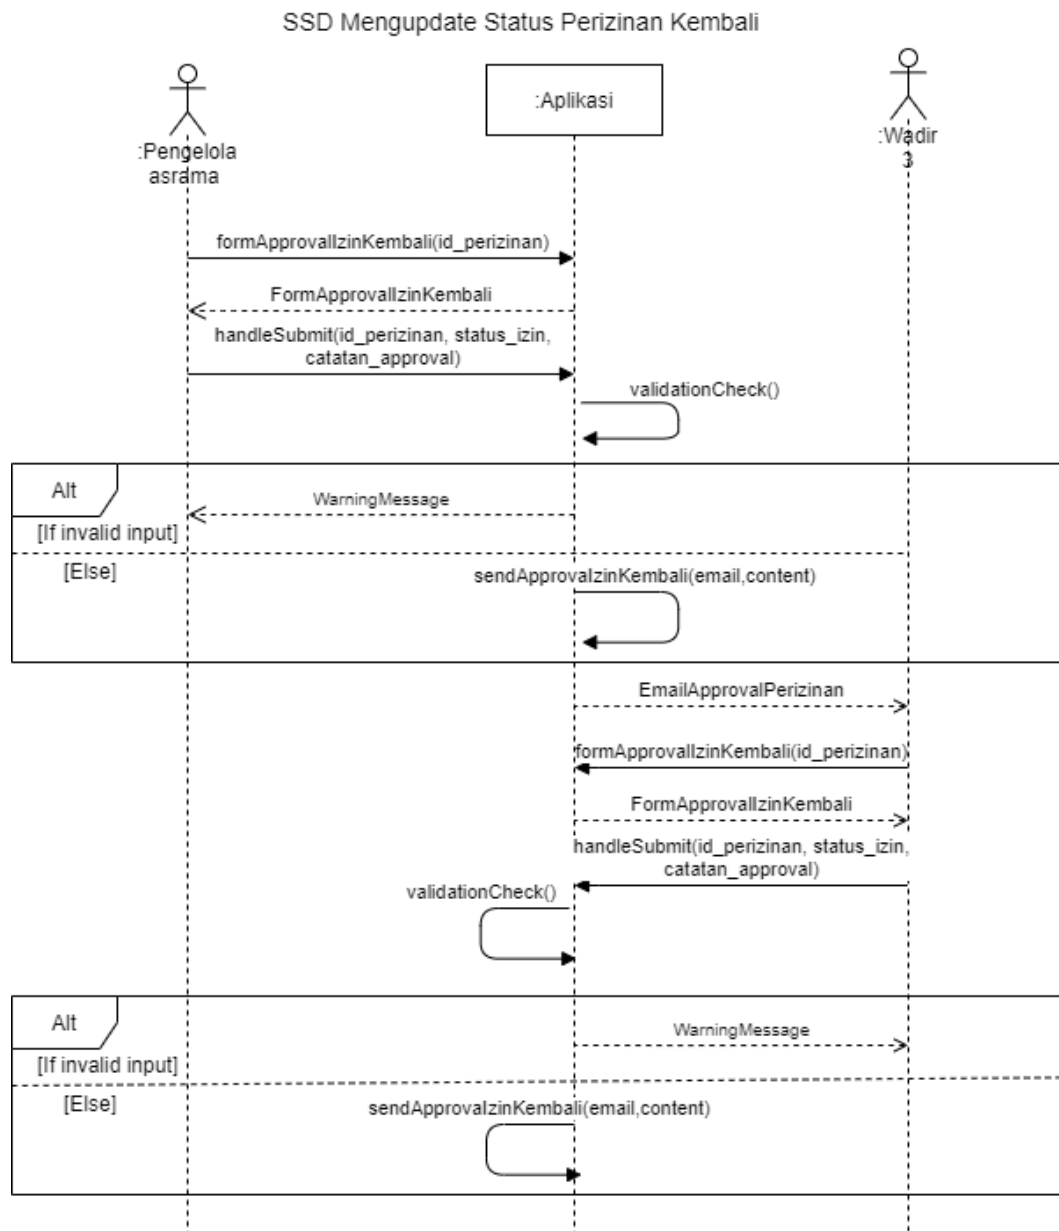 SSD Mengupdate Status Perizinan Kembali
:Pengelola
asrama
:Aplikasi
:Wadir
3
formApprovalIzinKembali(id_perizinan)
FormApprovalIzinKembali
handleSubmit(id_perizinan, status_izin,
catatan_approval)
validationCheck()
Alt
WarningMessage
[If invalid input]
[Else]
sendApprovaIzinKembali(email,content)
EmailApprovalPerizinan
formApprovalIzinKembali(id_perizinan)
FormApprovalIzinKembali
handleSubmit(id_perizinan, status_izin,
catatan_approval)
validationCheck()
Alt
WarningMessage
[If invalid input]
[Else]
sendApprovaIzinKembali(email,content)